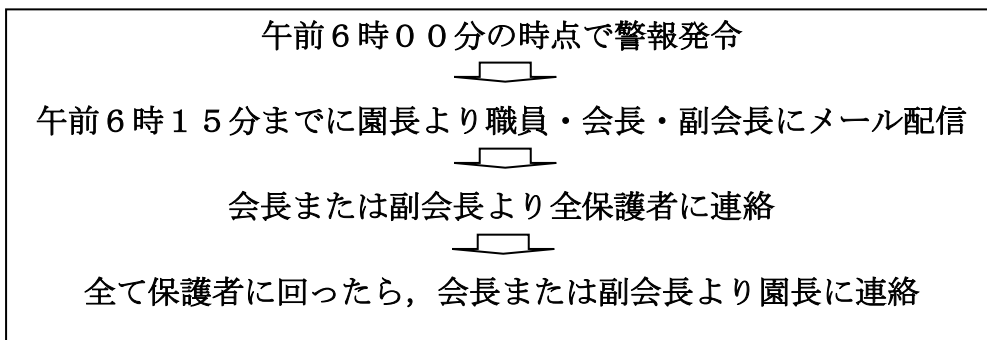 午前６時００分の時点で警報発令
午前６時１５分までに園長より職員・会長・副会長にメール配信
会長または副会長より全保護者に連絡
全て保護者に回ったら，会長または副会長より園長に連絡